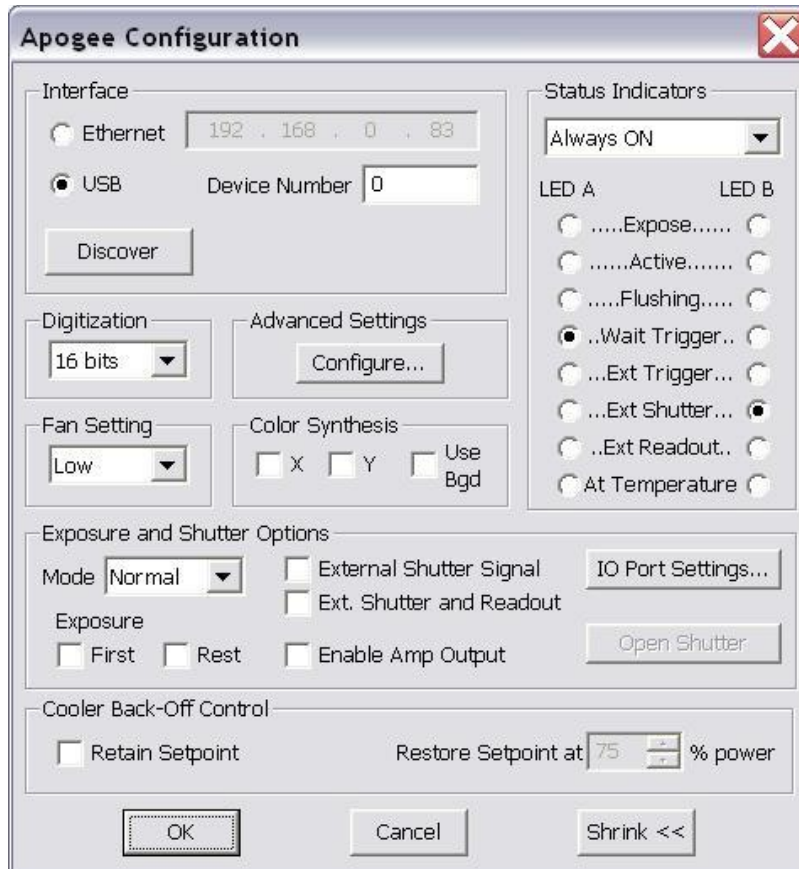 Apogee Configuration
Interface
Ethernet 192 . 168 . 0 . 83
USB Device Number 0
Discover
Status Indicators
Always ON
LED A LED B
.....Expose......
......Active.......
.....Flushing.....
..Wait Trigger..
...Ext Trigger...
...Ext Shutter...
..Ext Readout..
At Temperature
Digitization
16 bits
Advanced Settings
Configure...
Fan Setting
Low
Color Synthesis
X Y Use Bgd
Exposure and Shutter Options
Mode Normal
External Shutter Signal
Ext. Shutter and Readout
IO Port Settings...
Exposure
First Rest
Enable Amp Output
Open Shutter
Cooler Back-Off Control
Retain Setpoint Restore Setpoint at 75 % power
OK Cancel Shrink <<